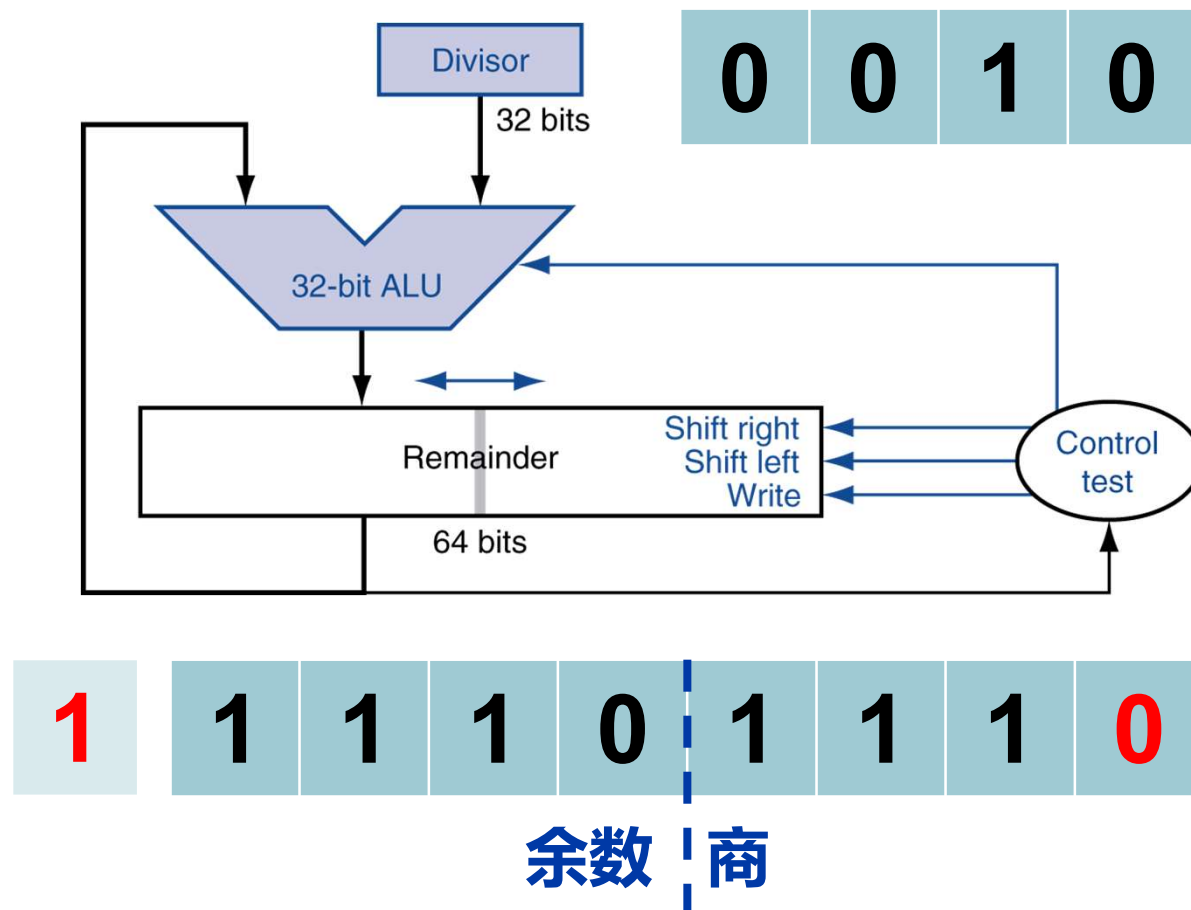 Divisor
0 0 1 0
32 bits
32-bit ALU
Remainder
Shift right
Shift left
Write
Control
test
64 bits
1 1 1 1 0 1 1 1 0
余数 商